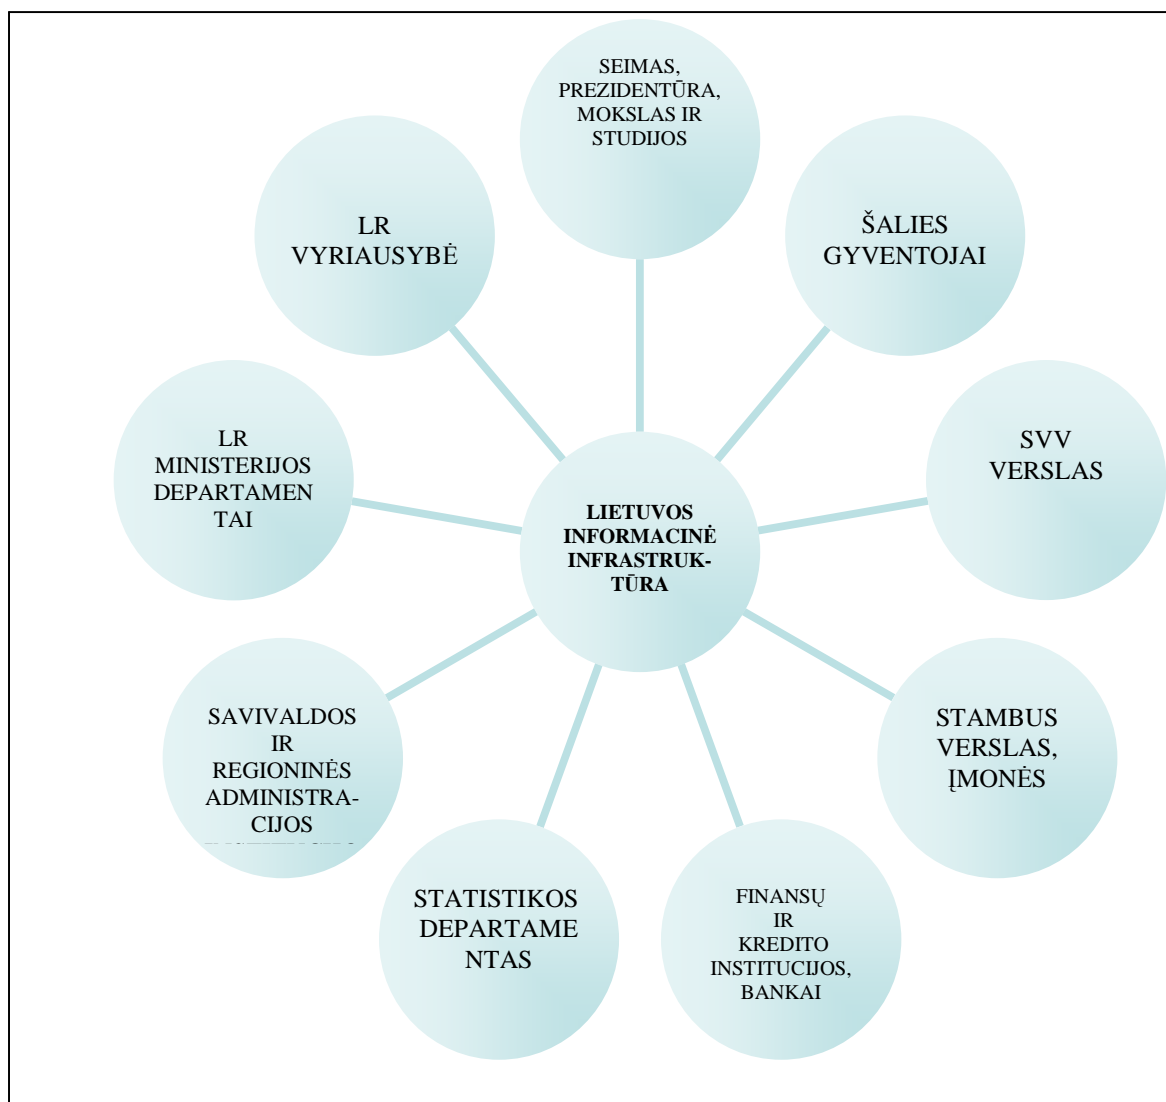 SEIMAS,
PREZIDENTŪRA,
MOKSLAS IR
STUDIJOS
ŠALIES
GYVENTOJAI
SVV
VERSLAS
STAMBUS
VERSLAS,
ĮMONĖS
FINANSŲ
IR
KREDITO
INSTITUCIJOS,
BANKAI
STATISTIKOS
DEPARTAME
NTAS
SAVIVALDOS
IR
REGIONINĖS
ADMINISTRA-
CIJOS
LR
MINISTERIJOS
DEPARTAMEN
TAI
LR
VYRIAUSYBĖ
LIETUVOS
INFORMACINĖ
INFRASTRUK-
TŪRA